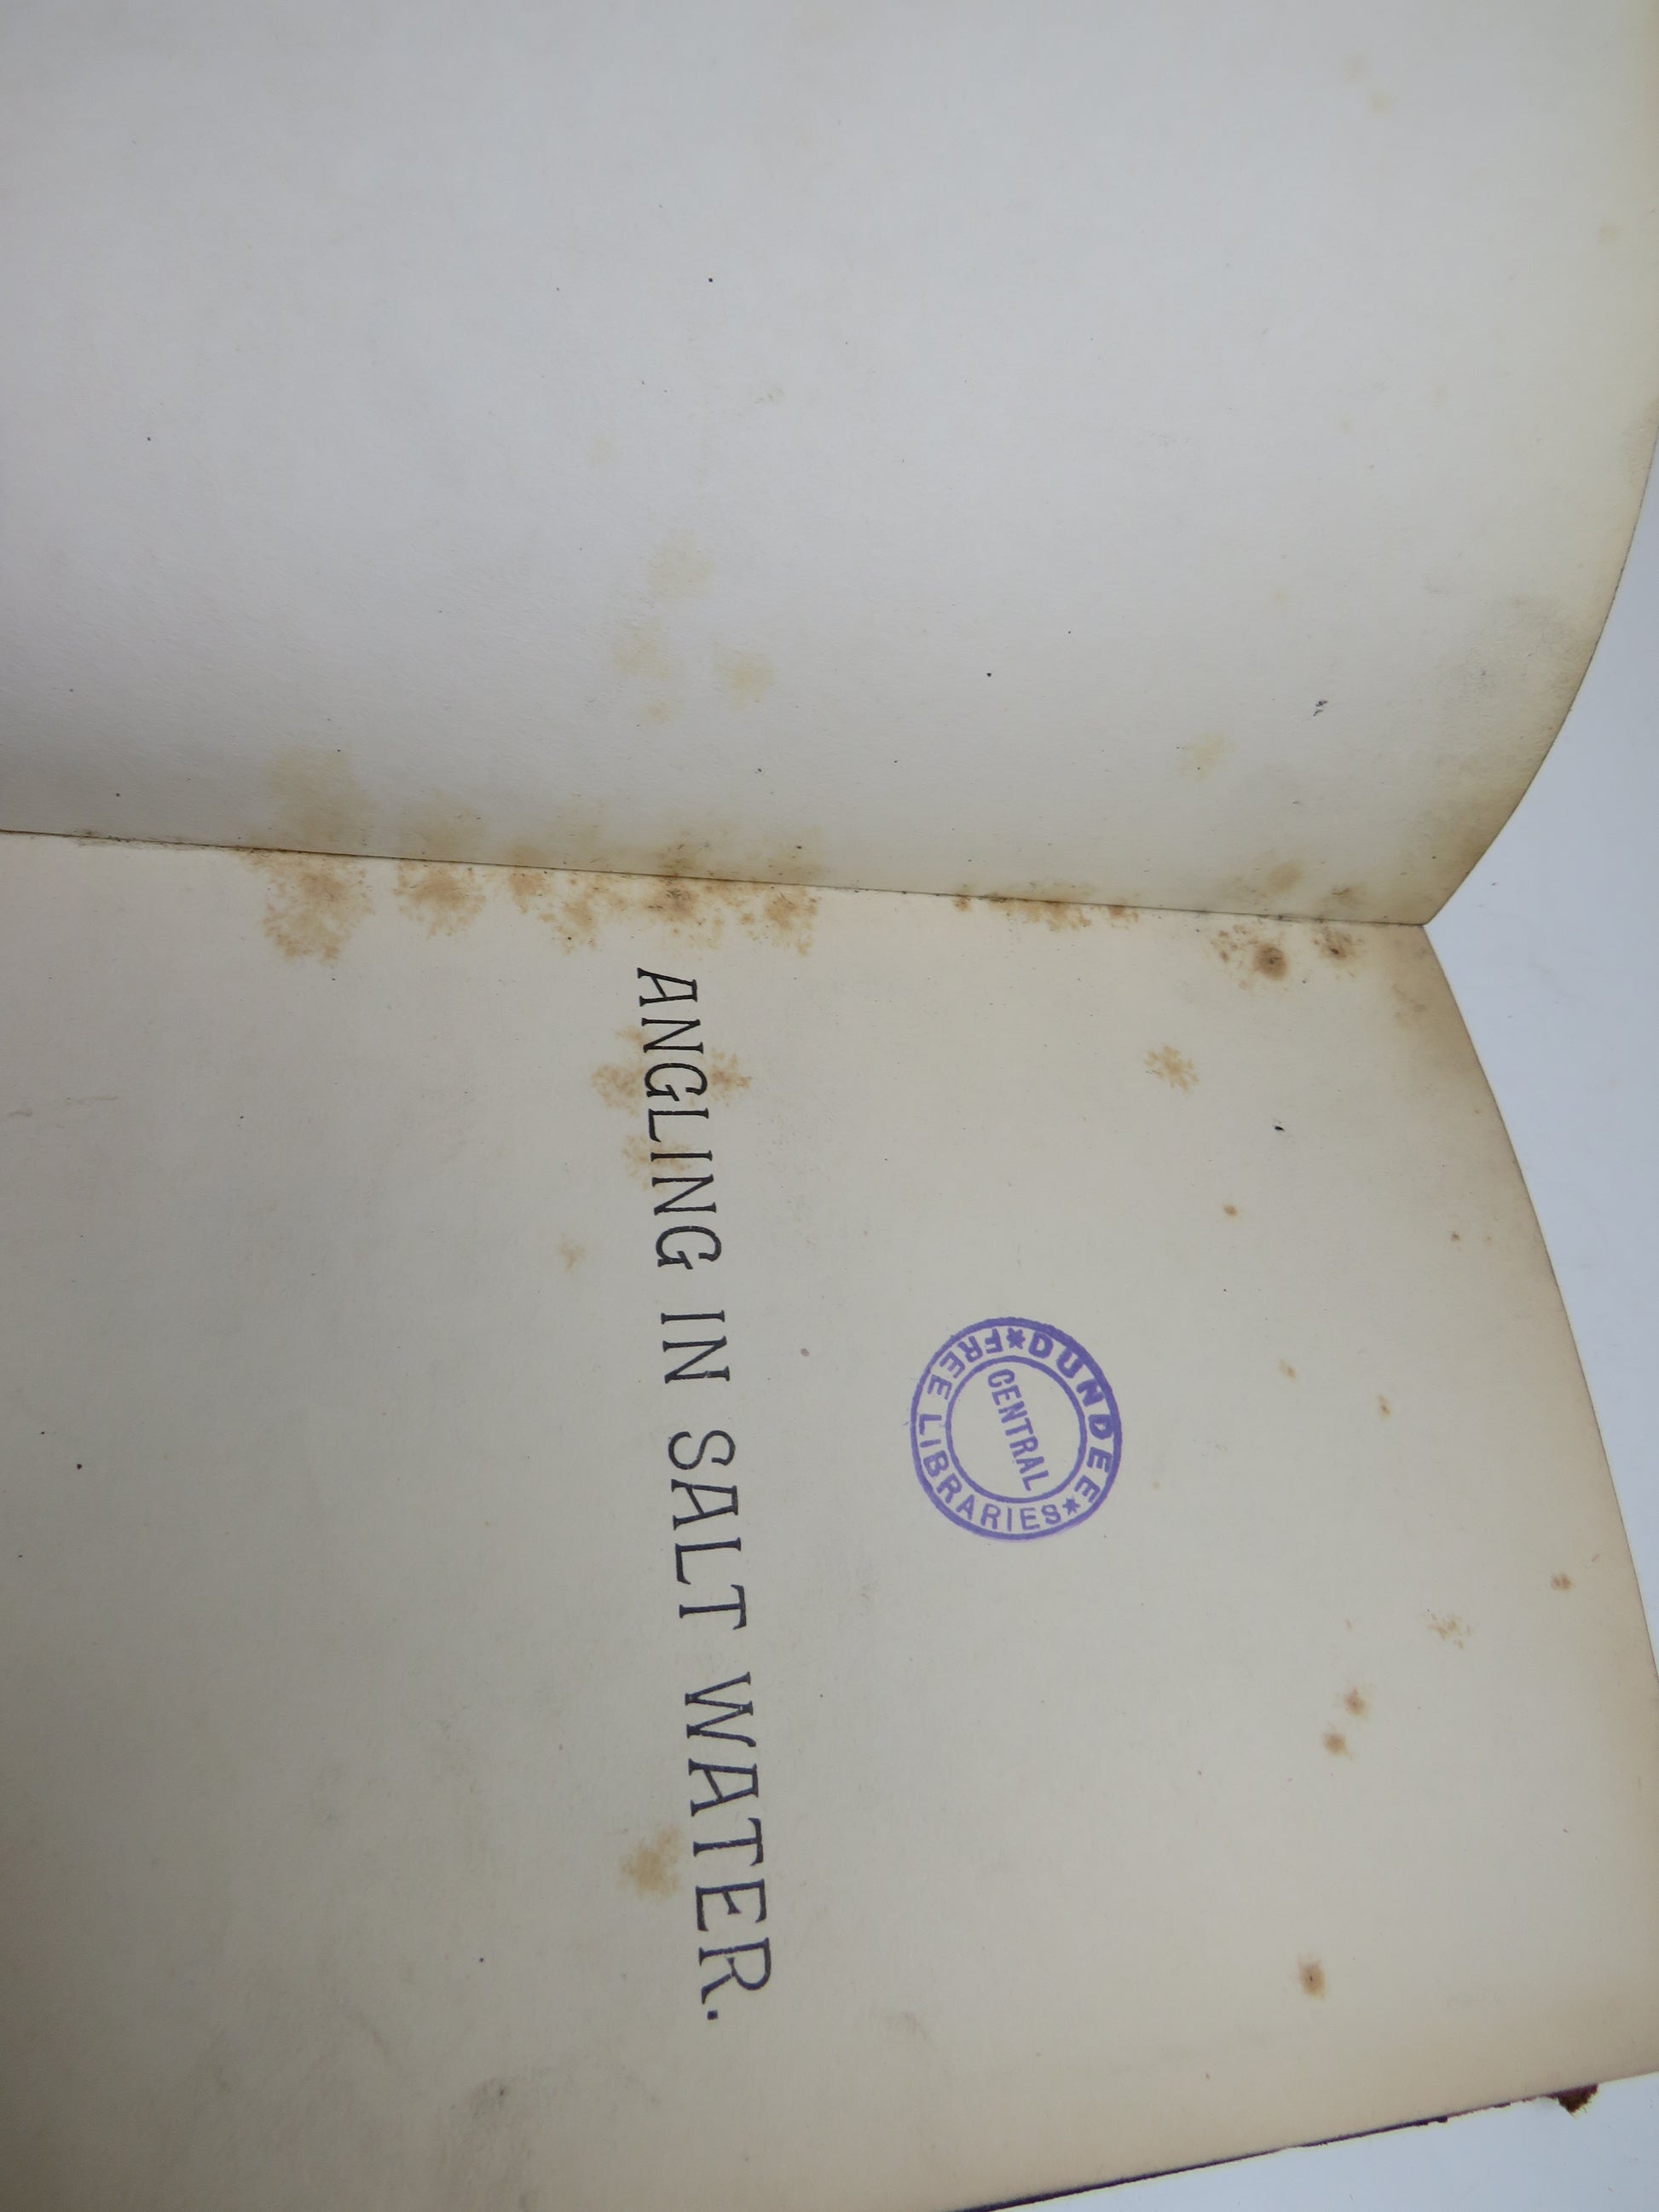 *DUNDEE*
FREE LIBRARIES
CENTRAL
ANGLING IN SALT WATER.